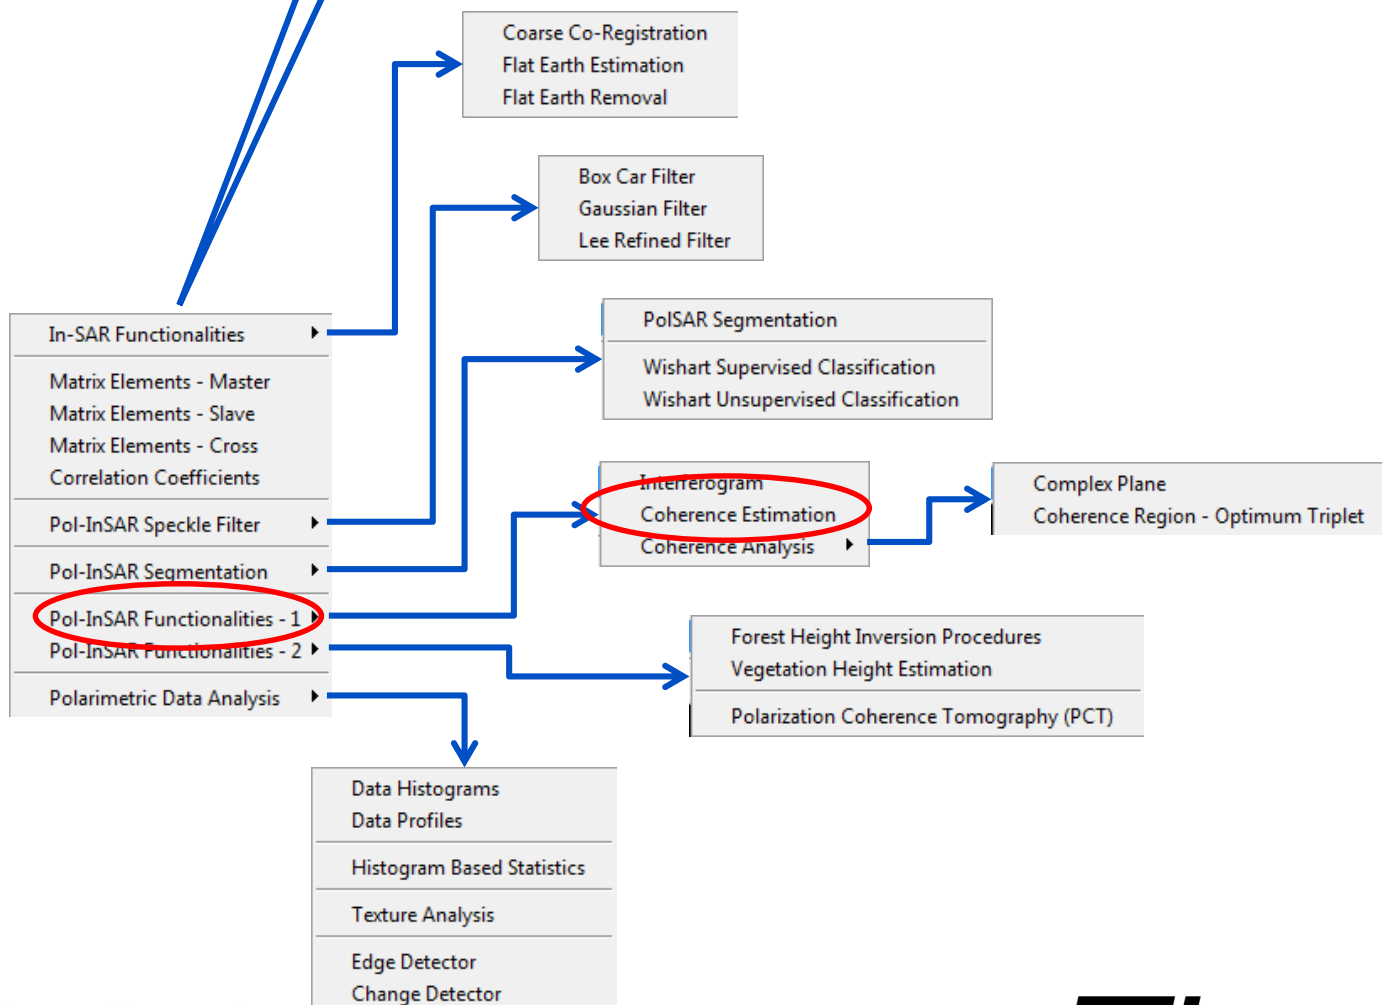 Coarse Co-Registration
Flat Earth Estimation
Flat Earth Removal
Box Car Filter
Gaussian Filter
Lee Refined Filter
In-SAR Functionalities
Matrix Elements - Master
Matrix Elements - Slave
Matrix Elements - Cross
Correlation Coefficients
Pol-InSAR Speckle Filter
Pol-InSAR Segmentation
Pol-InSAR Functionalities - 1
Pol-InSAR Functionalities - 2
Polarimetric Data Analysis
PolSAR Segmentation
Wishart Supervised Classification
Wishart Unsupervised Classification
Interferogram
Coherence Estimation
Coherence Analysis
Complex Plane
Coherence Region - Optimum Triplet
Forest Height Inversion Procedures
Vegetation Height Estimation
Polarization Coherence Tomography (PCT)
Data Histograms
Data Profiles
Histogram Based Statistics
Texture Analysis
Edge Detector
Change Detector